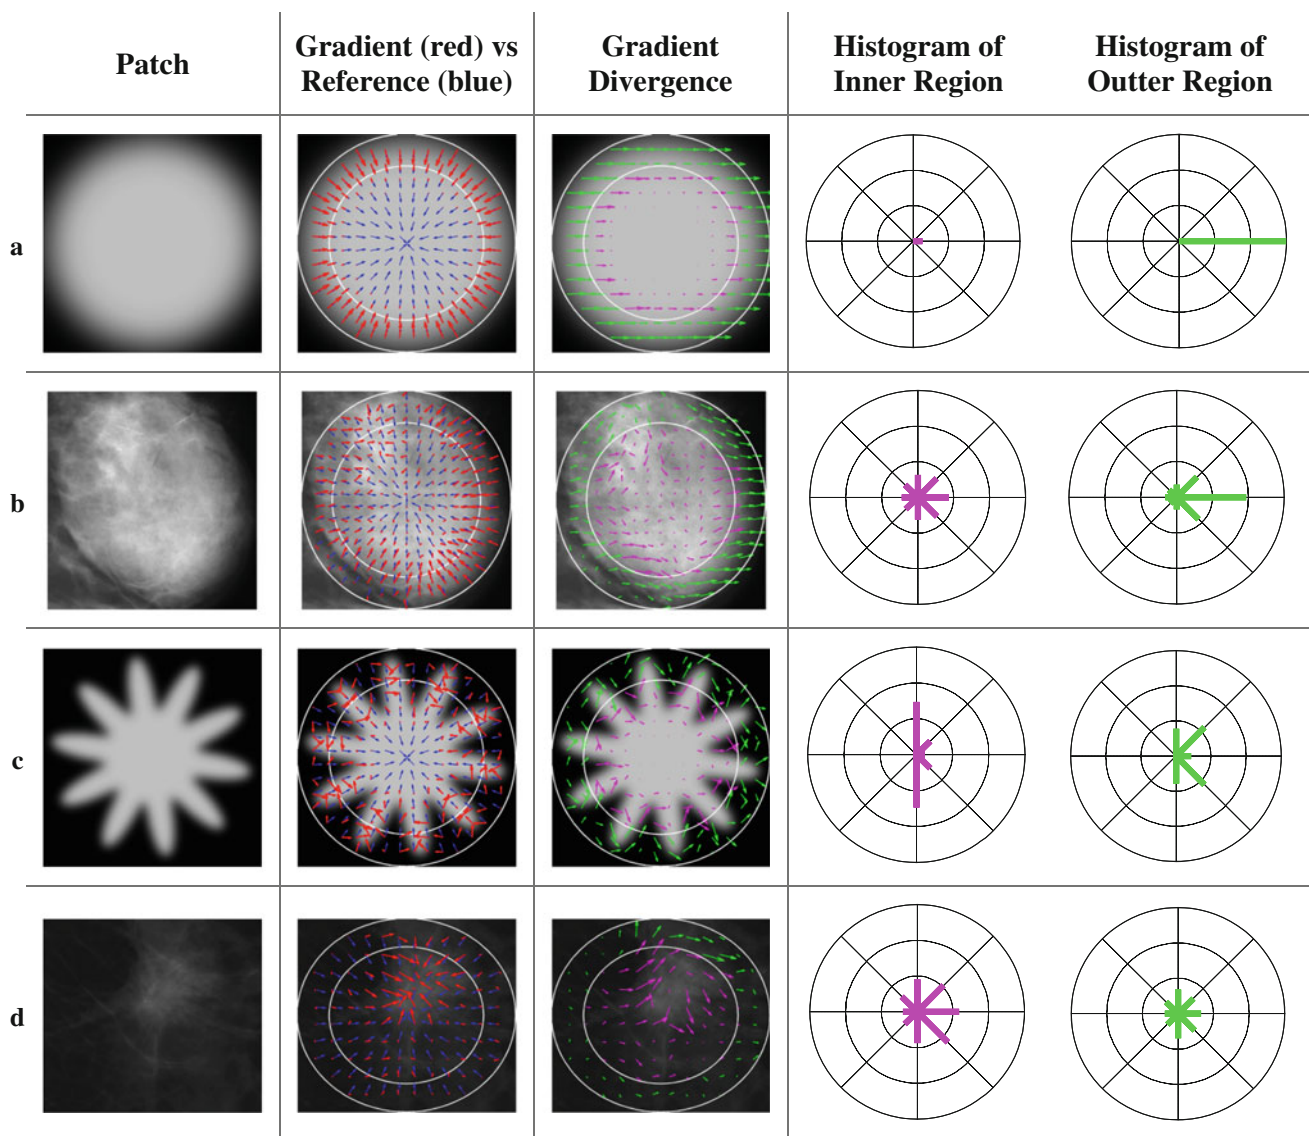 Patch
Gradient (red) vs
Reference (blue)
Gradient
Divergence
Histogram of
Inner Region
Histogram of
Outter Region
a
b
c
d